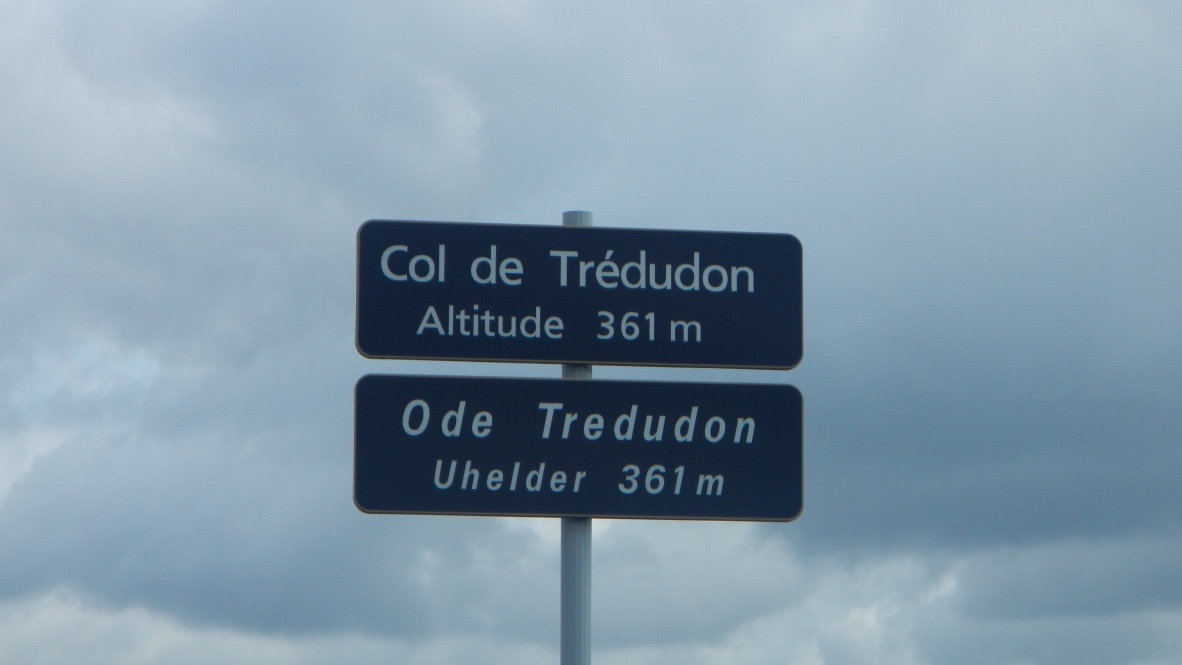 Col de Trédudon
Altitude 361 m
Ode Tredudon
Uhelder 361 m